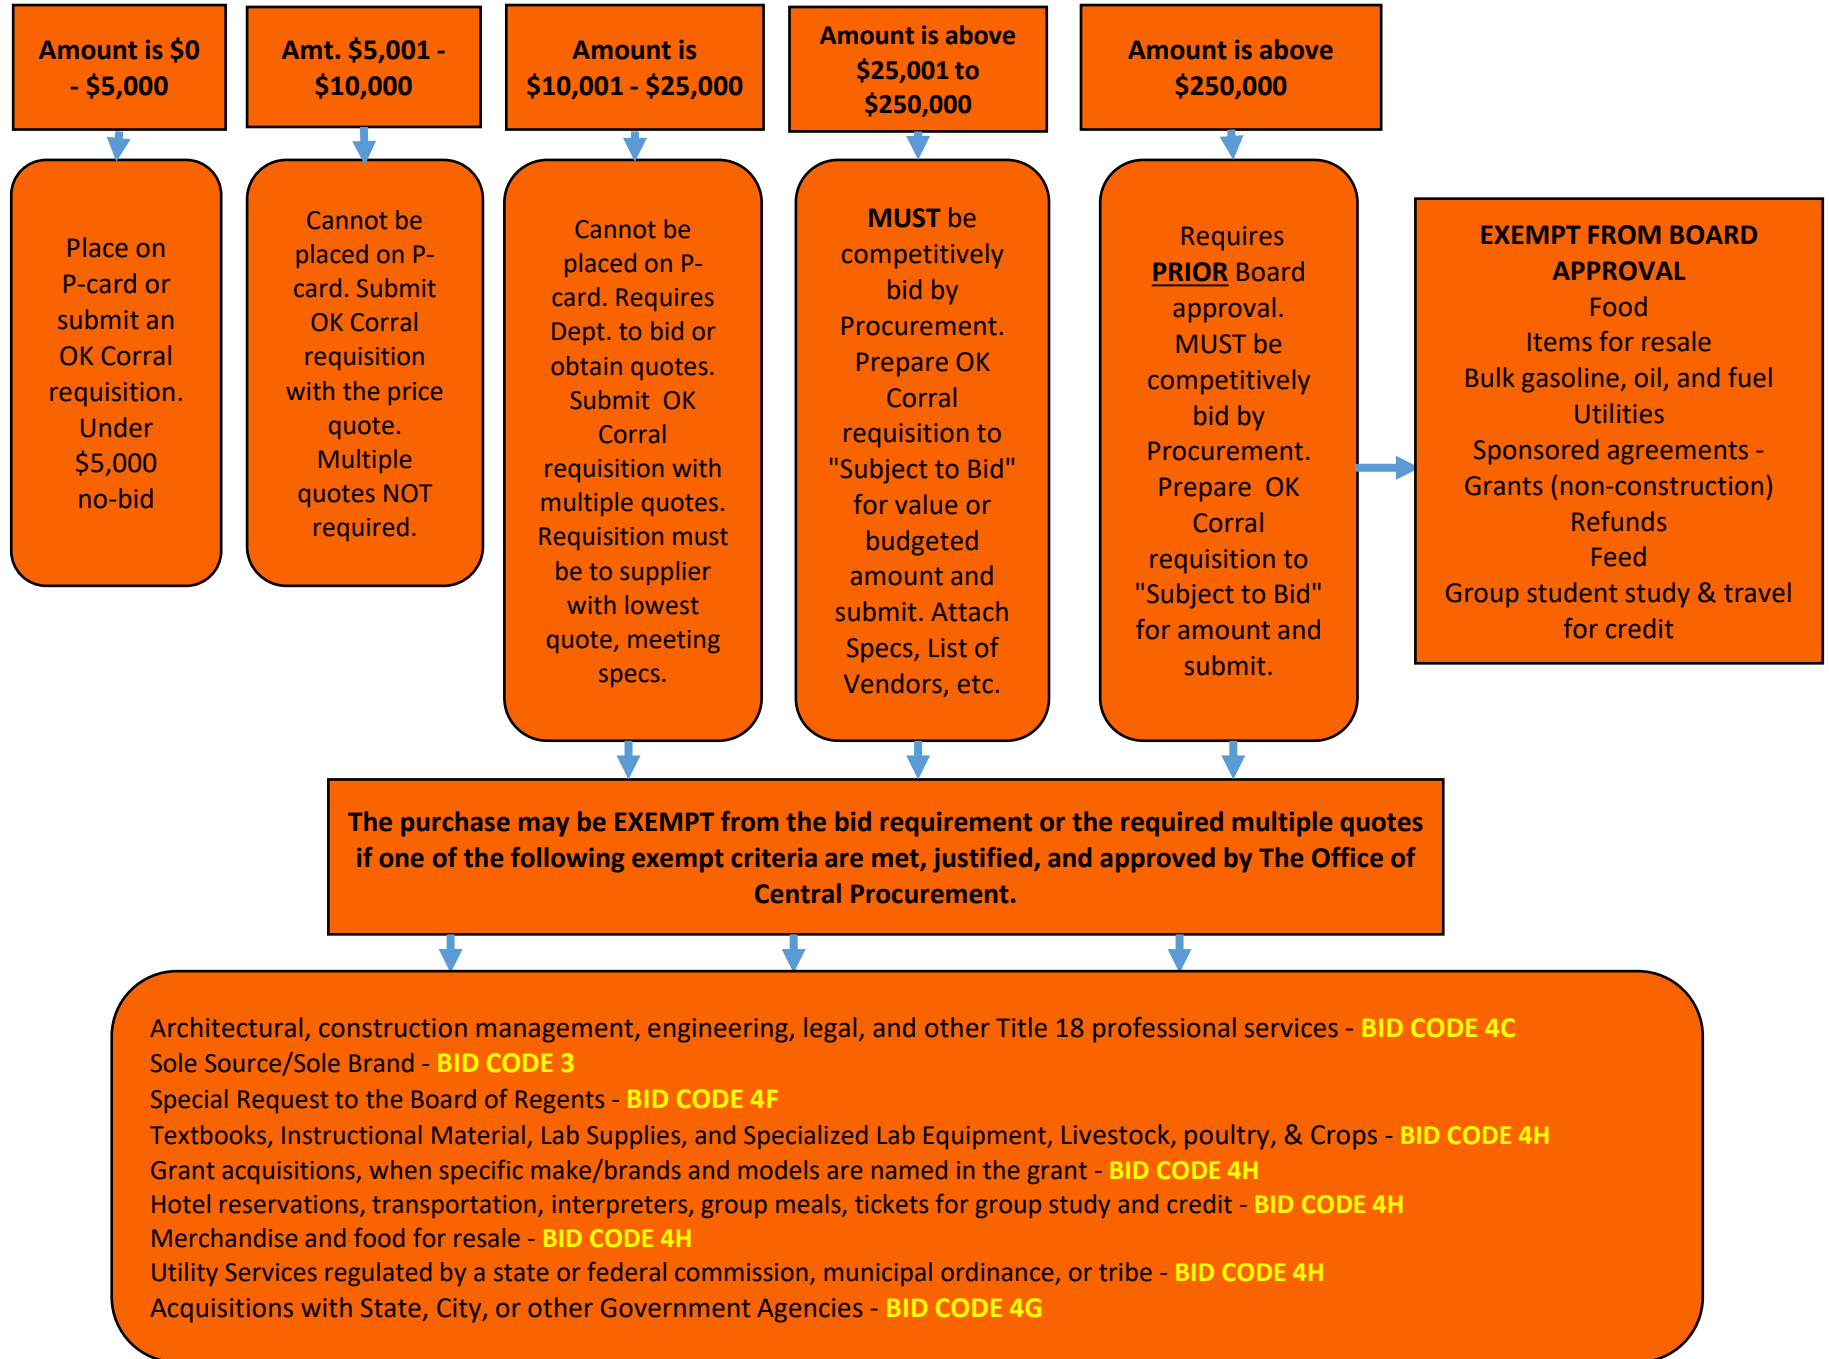 Amount is $0
- $5,000
Amt. $5,001 -
$10,000
Amount is
$10,001 - $25,000
Amount is above
$25,001 to
$250,000
Amount is above
$250,000
Place on
P-card or
submit an
OK Corral
requisition.
Under
$5,000
no-bid
Cannot be
placed on P-
card. Submit
OK Corral
requisition
with the price
quote.
Multiple
quotes NOT
required.
Cannot be
placed on P-
card. Requires
Dept. to bid or
obtain quotes.
Submit OK
Corral
requisition with
multiple quotes.
Requisition must
be to supplier
with lowest
quote, meeting
specs.
MUST be
competitively
bid by
Procurement.
Prepare OK
Corral
requisition to
"Subject to Bid"
for value or
budgeted
amount and
submit. Attach
Specs, List of
Vendors, etc.
Requires
PRIOR Board
approval.
MUST be
competitively
bid by
Procurement.
Prepare OK
Corral
requisition to
"Subject to Bid"
for amount and
submit.
EXEMPT FROM BOARD
APPROVAL
Food
Items for resale
Bulk gasoline, oil, and fuel
Utilities
Sponsored agreements -
Grants (non-construction)
Refunds
Feed
Group student study & travel
for credit
The purchase may be EXEMPT from the bid requirement or the required multiple quotes
if one of the following exempt criteria are met, justified, and approved by The Office of
Central Procurement.
Architectural, construction management, engineering, legal, and other Title 18 professional services - BID CODE 4C
Sole Source/Sole Brand - BID CODE 3
Special Request to the Board of Regents - BID CODE 4F
Textbooks, Instructional Material, Lab Supplies, and Specialized Lab Equipment, Livestock, poultry, & Crops - BID CODE 4H
Grant acquisitions, when specific make/brands and models are named in the grant - BID CODE 4H
Hotel reservations, transportation, interpreters, group meals, tickets for group study and credit - BID CODE 4H
Merchandise and food for resale - BID CODE 4H
Utility Services regulated by a state or federal commission, municipal ordinance, or tribe - BID CODE 4H
Acquisitions with State, City, or other Government Agencies - BID CODE 4G